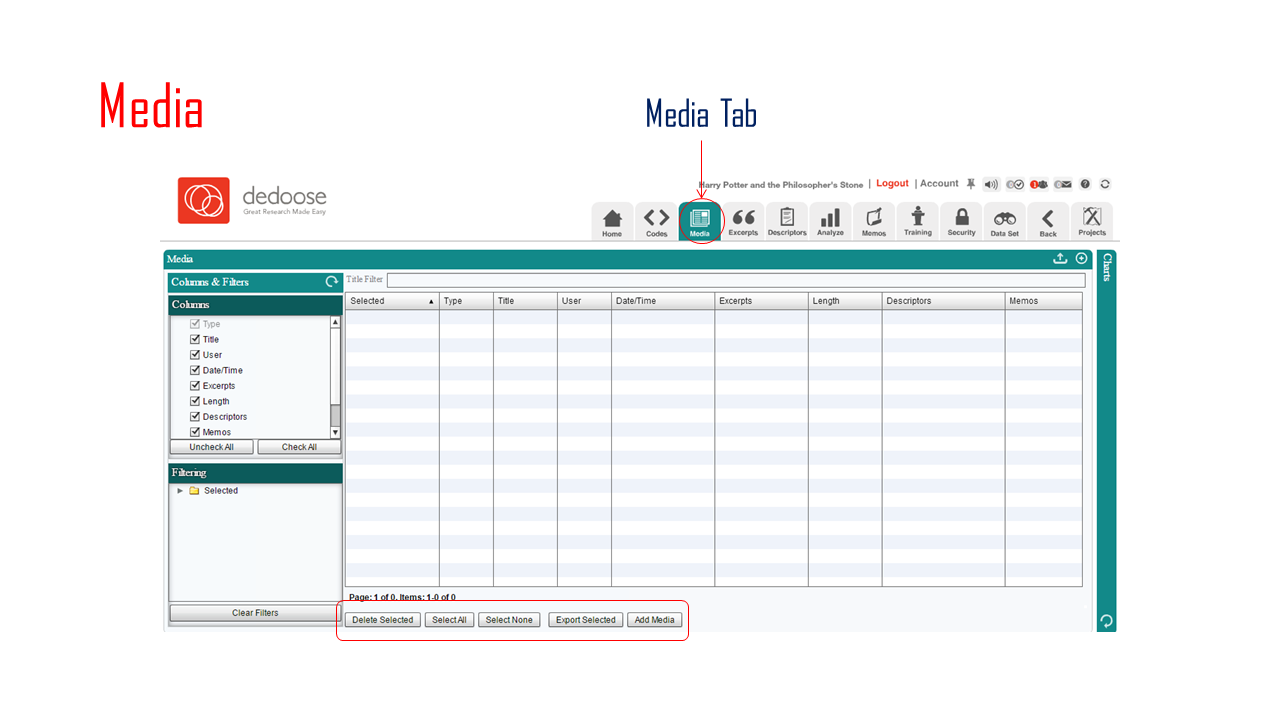 Media
Media Tab
dedoose
Great Research Made Easy
Harry Potter and the Philosopher's Stone | Logout | Account
Home Codes Media Excerpts Descriptors Analyze Memos Training Security Data Set Back Projects
Media
Charts
Columns & Filters
Title Filter
Columns
Selected Type Title User Date/Time Excerpts Length Descriptors Memos
Type
Title
User
Date/Time
Excerpts
Length
Descriptors
Memos
Uncheck All Check All
Filtering
Selected
Clear Filters
Page: 1 of 0, Items: 1-0 of 0
Delete Selected Select All Select None Export Selected Add Media